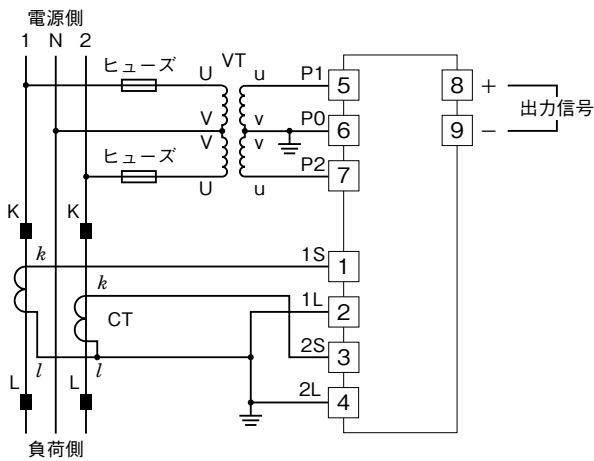 電源側
1 N 2
ヒューズ
VT
U u P1 5
8 +
V v P0 6
9 −
出力信号
V v
ヒューズ
U u P2 7
K K
k 1S 1
k 1L 2
CT
2S 3
l l
L L
2L 4
負荷側